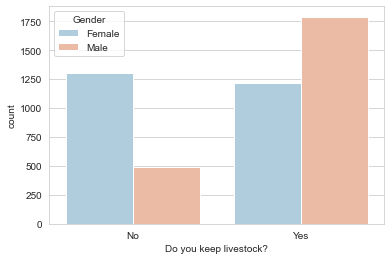 Gender
Female
Male
1750
1500
1250
1000
750
500
250
0
count
No Yes
Do you keep livestock?